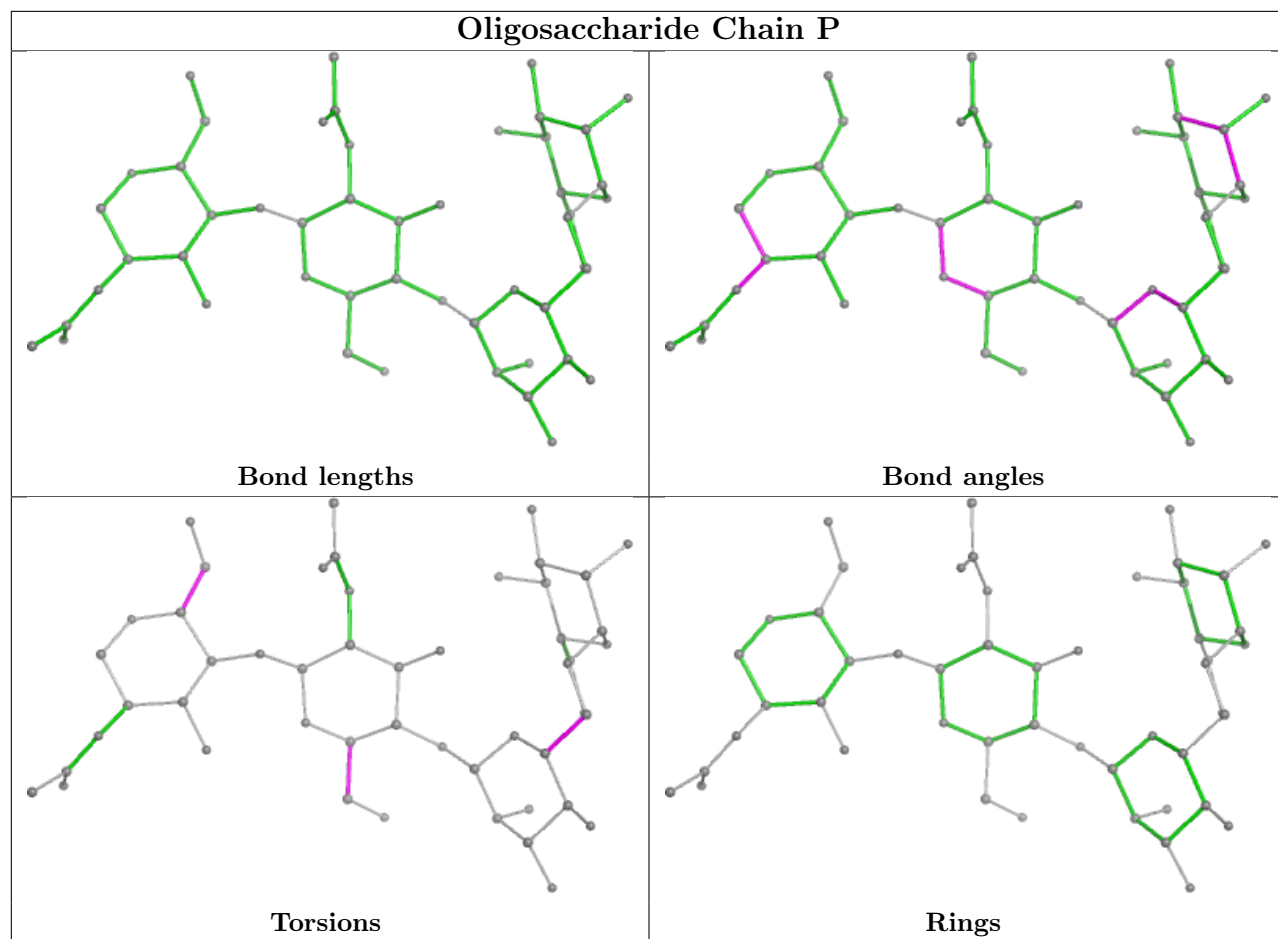 Oligosaccharide Chain P
Bond lengths
Bond angles
Torsions
Rings